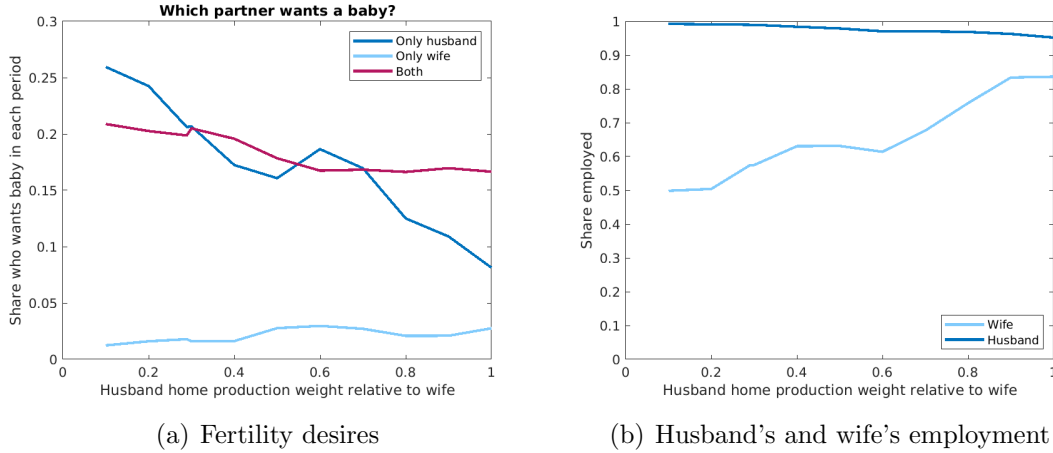 Which partner wants a baby?
Only husband
Only wife
Both
Share who wants baby in each period
0.3
0.25
0.2
0.15
0.1
0.05
0
0
0.2
0.4
0.6
0.8
1
Husband home production weight relative to wife
(a) Fertility desires
Share employed
1
0.9
0.8
0.7
0.6
0.5
0.4
0.3
0.2
0.1
0
Wife
Husband
0
0.2
0.4
0.6
0.8
1
Husband home production weight relative to wife
(b) Husband's and wife's employment